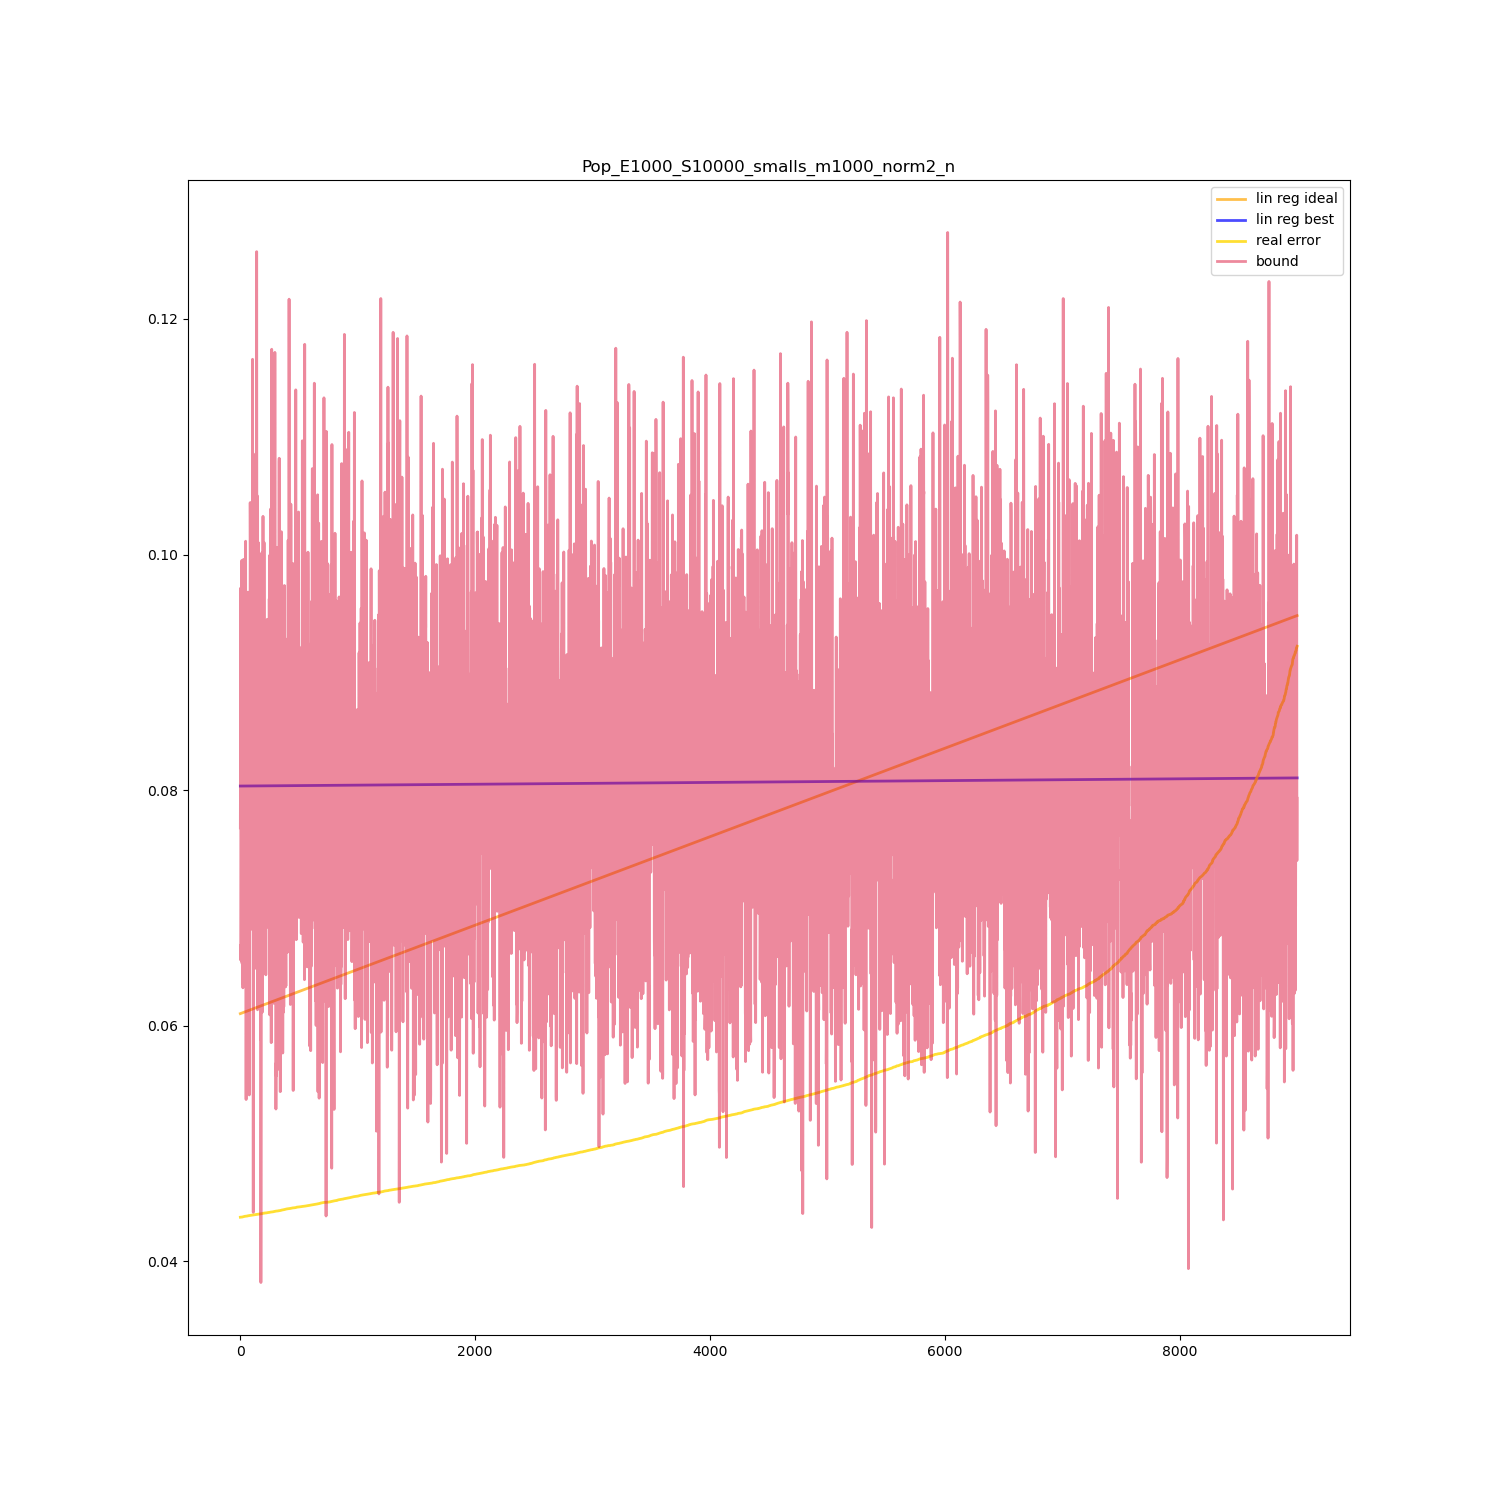 Pop_E1000_S10000_smalls_m1000_norm2_n
lin reg ideal
lin reg best
real error
bound
0.12
0.10
0.08
0.06
0.04
0
2000
4000
6000
8000